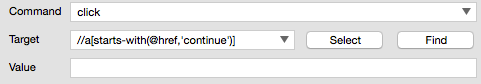 Command click
Target //a[starts-with(@href,'continue')] Select Find
Value